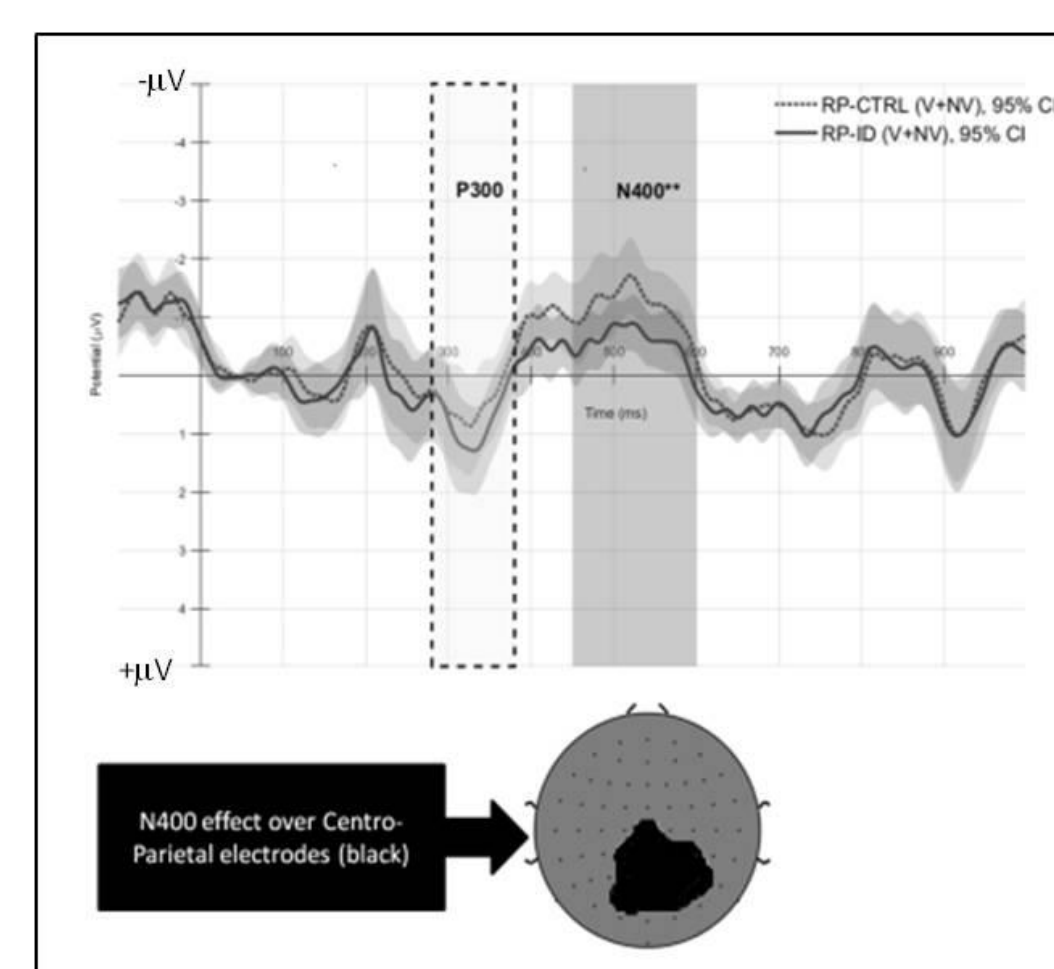 -μV
RP-CTRL (V+NV), 95% CI
RP-ID (V+NV), 95% CI
-4
P300
N400**
-3
-2
Potential (μV)
100
300
500
700
900
Time (ms)
1
2
3
4
+μV
N400 effect over Centro-
Parietal electrodes (black)